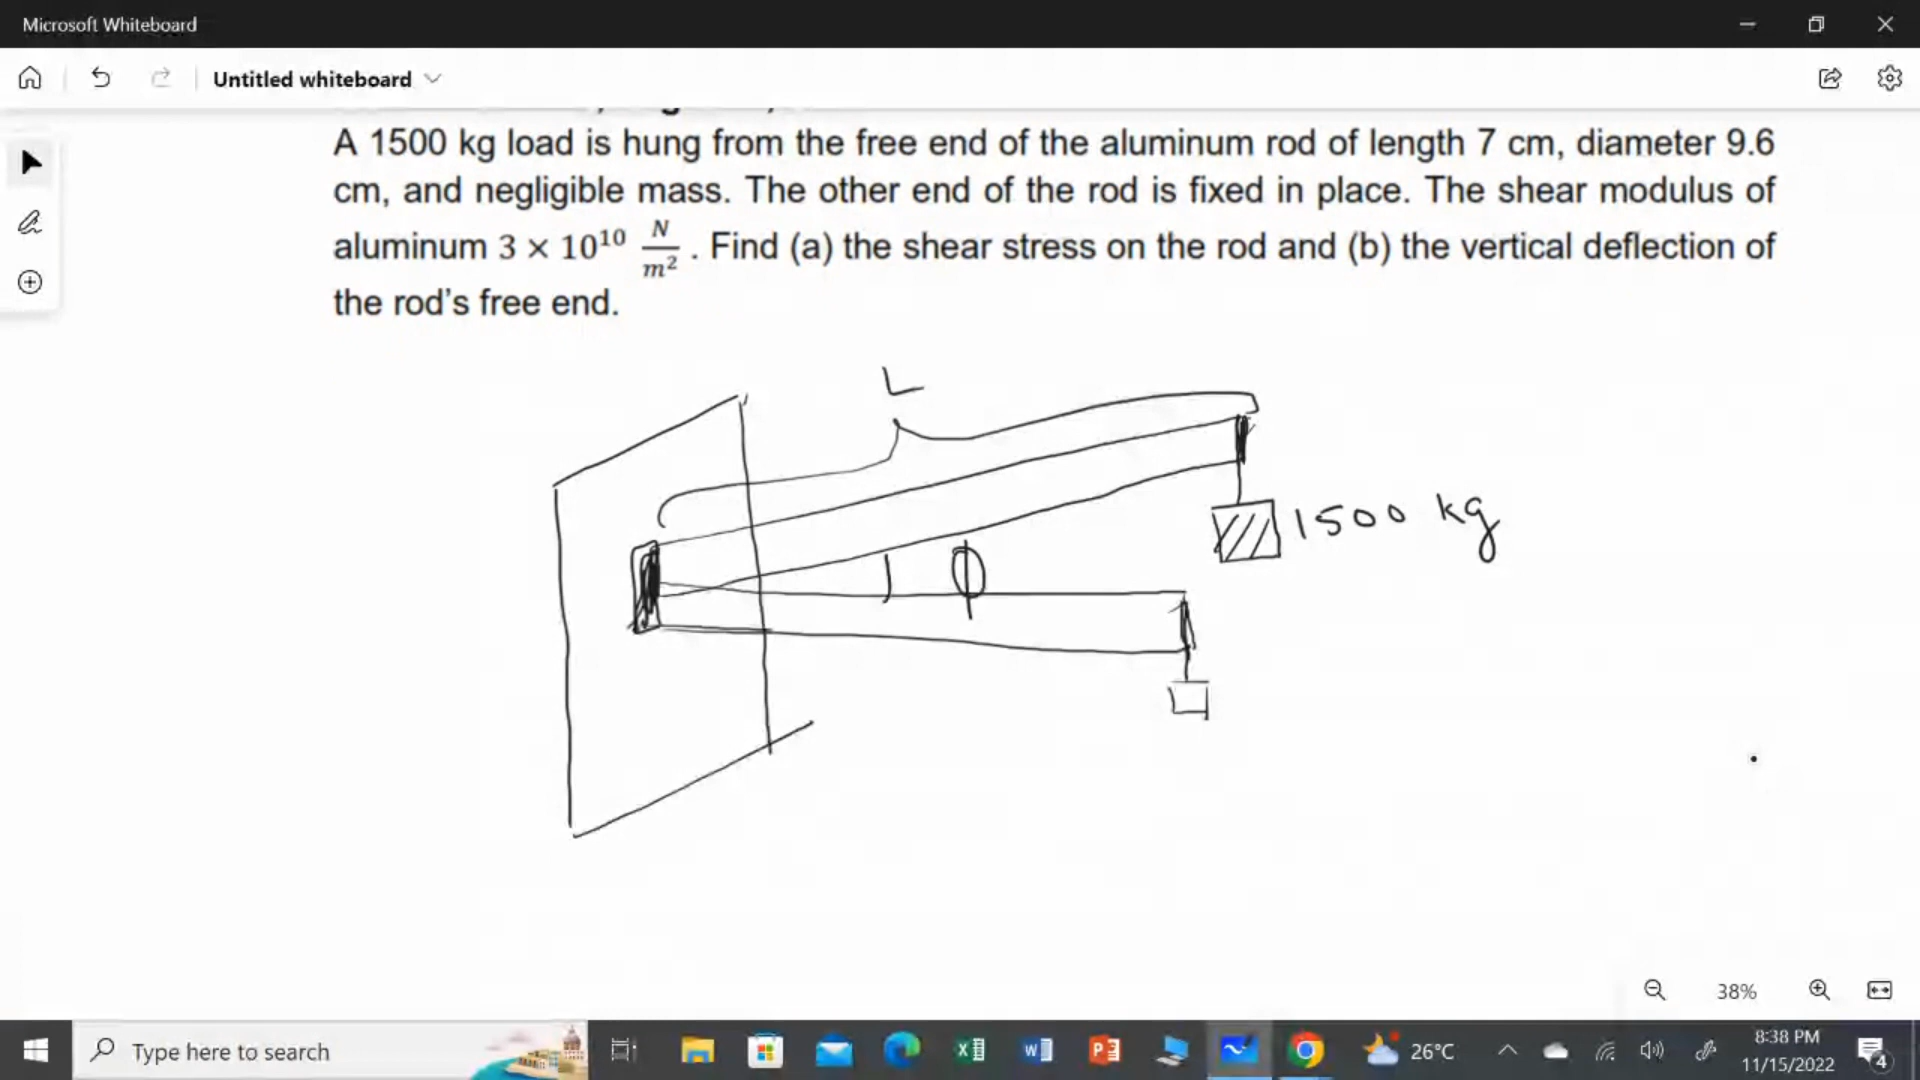 Microsoft Whiteboard
Untitled whiteboard
A 1500 kg load is hung from the free end of the aluminum rod of length 7 cm, diameter 9.6
cm, and negligible mass. The other end of the rod is fixed in place. The shear modulus of
aluminum 3 × 10¹⁰ N/m² . Find (a) the shear stress on the rod and (b) the vertical deflection of
the rod's free end.
L
1500 kg
ϕ
38%
Type here to search
26°C
8:38 PM
11/15/2022
4